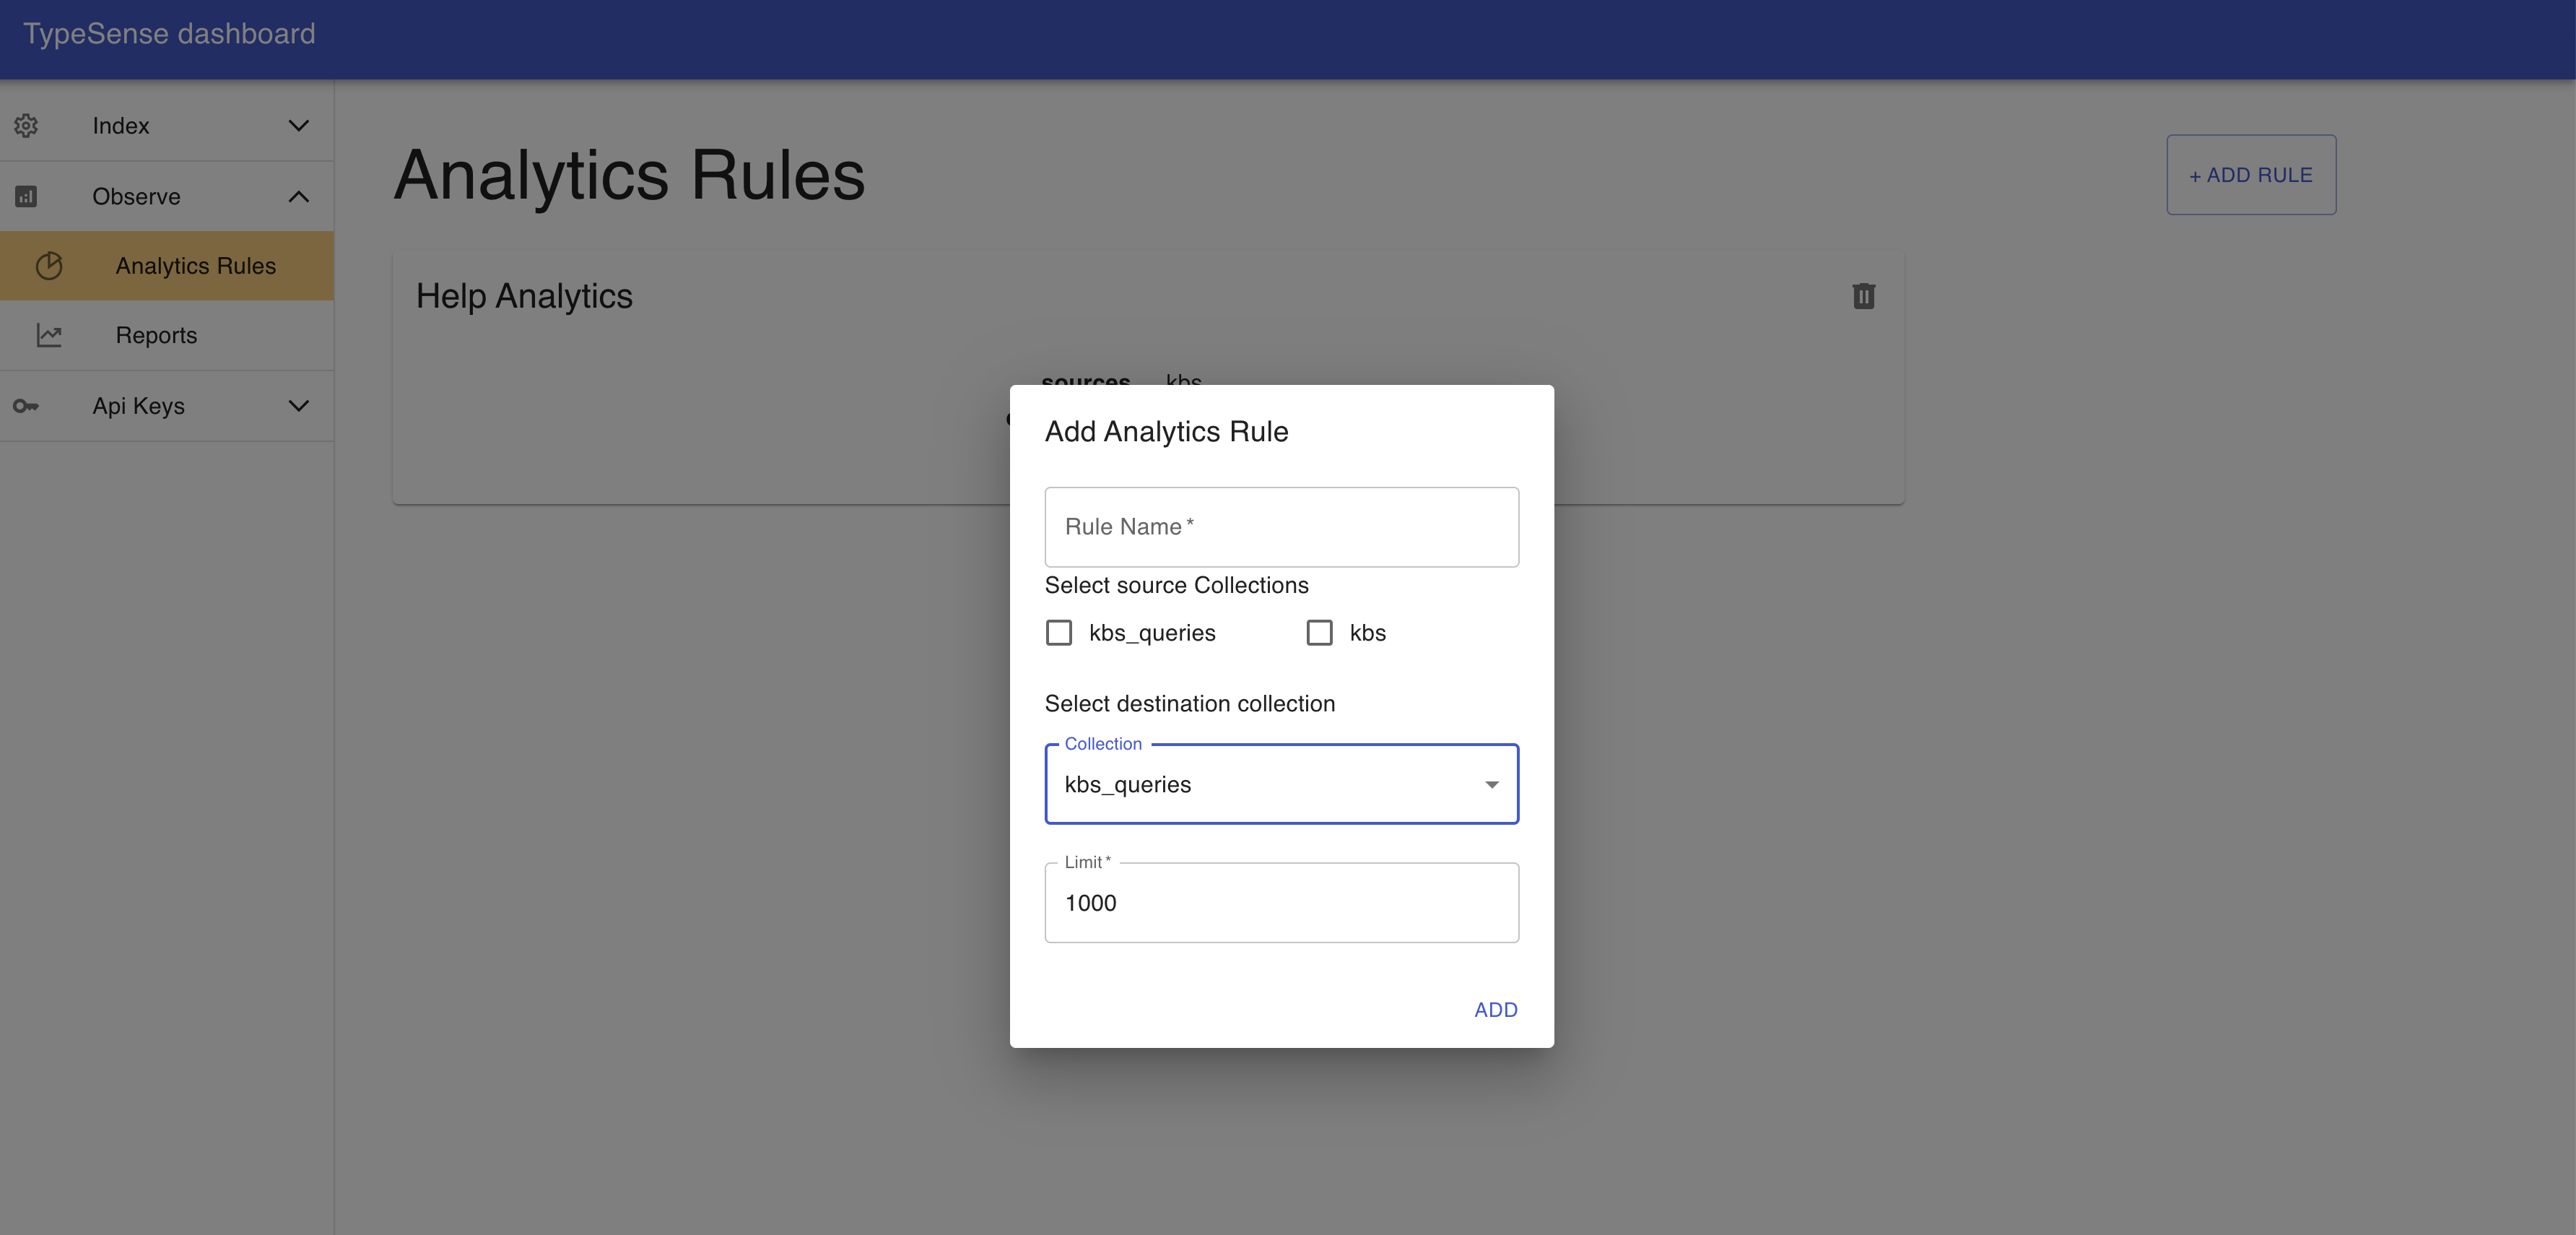 TypeSense dashboard
Index
Observe
Analytics Rules
Reports
Api Keys
Analytics Rules
+ ADD RULE
Help Analytics
sources kbs
Add Analytics Rule
Rule Name *
Select source Collections
kbs_queries kbs
Select destination collection
Collection
kbs_queries
Limit *
1000
ADD